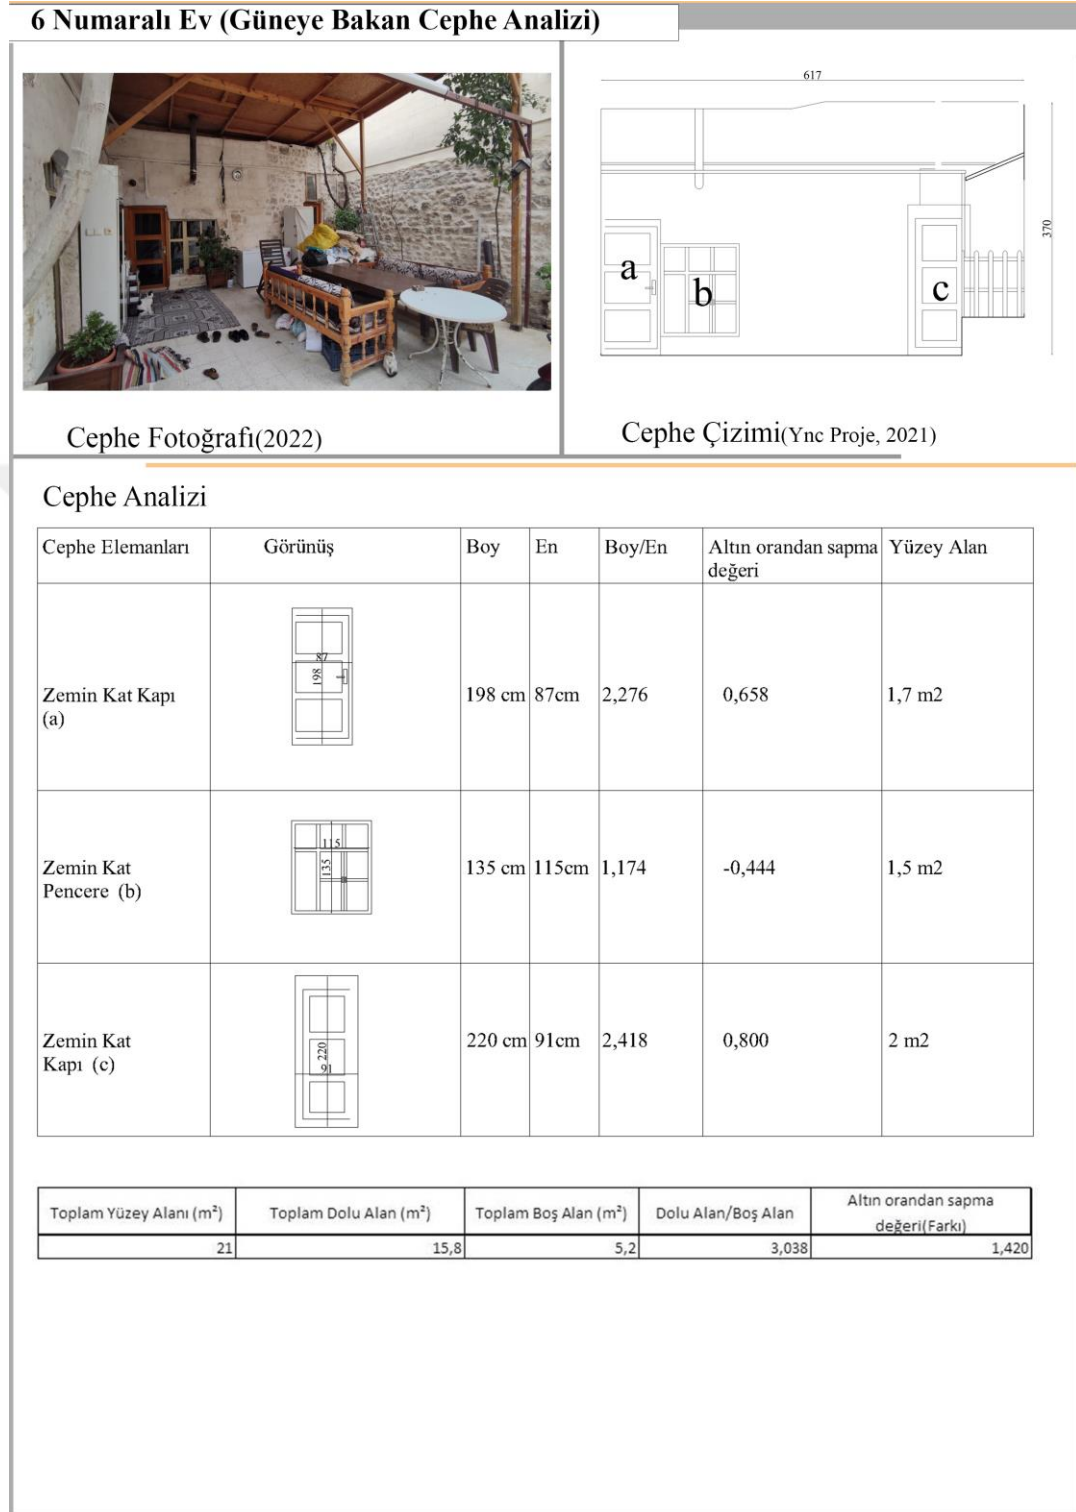 6 Numaralı Ev (Güneye Bakan Cephe Analizi)
617
370
a
b
c
Cephe Fotoğrafı(2022)
Cephe Çizimi(Ync Proje, 2021)
Cephe Analizi
Cephe Elemanları Görünüş Boy En Boy/En Altın orandan sapma değeri Yüzey Alan
87
198
Zemin Kat Kapı (a) 198 cm 87cm 2,276 0,658 1,7 m2
115
135
Zemin Kat Pencere (b) 135 cm 115cm 1,174 -0,444 1,5 m2
220
91
Zemin Kat Kapı (c) 220 cm 91cm 2,418 0,800 2 m2
Toplam Yüzey Alanı (m²) Toplam Dolu Alan (m²) Toplam Boş Alan (m²) Dolu Alan/Boş Alan Altın orandan sapma değeri(Farkı)
21 15,8 5,2 3,038 1,420